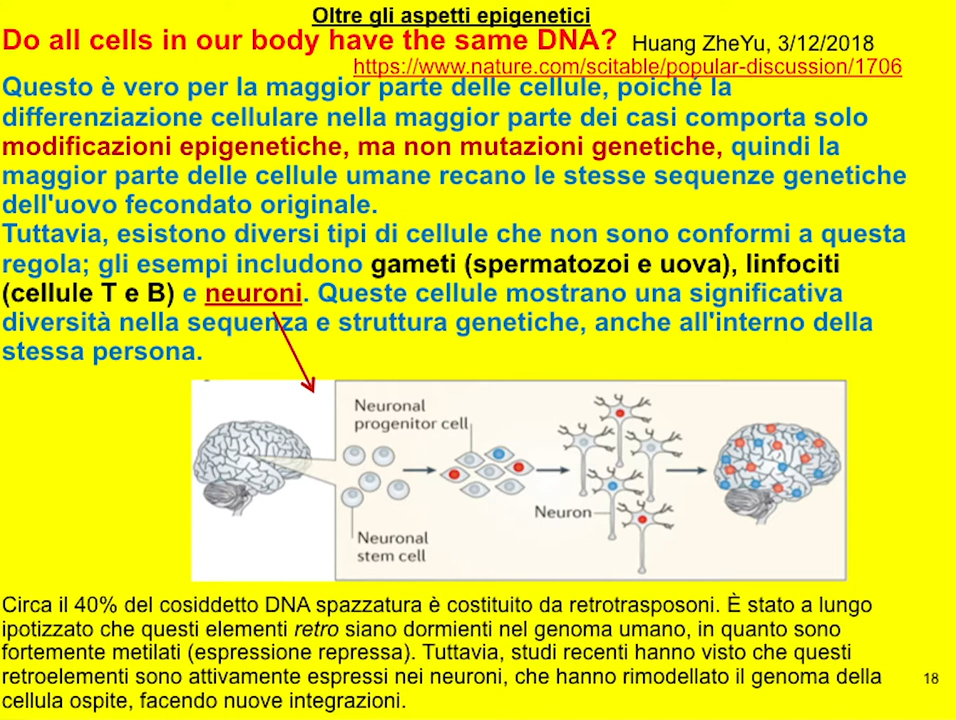 Oltre gli aspetti epigenetici
Do all cells in our body have the same DNA? Huang ZheYu, 3/12/2018
https://www.nature.com/scitable/popular-discussion/1706
Questo è vero per la maggior parte delle cellule, poiché la
differenziazione cellulare nella maggior parte dei casi comporta solo
modificazioni epigenetiche, ma non mutazioni genetiche, quindi la
maggior parte delle cellule umane recano le stesse sequenze genetiche
dell'uovo fecondato originale.
Tuttavia, esistono diversi tipi di cellule che non sono conformi a questa
regola; gli esempi includono gameti (spermatozoi e uova), linfociti
(cellule T e B) e neuroni. Queste cellule mostrano una significativa
diversità nella sequenza e struttura genetiche, anche all'interno della
stessa persona.
Neuronal
progenitor cell
Neuron
Neuronal
stem cell
Circa il 40% del cosiddetto DNA spazzatura è costituito da retrotrasposoni. È stato a lungo
ipotizzato che questi elementi retro siano dormienti nel genoma umano, in quanto sono
fortemente metilati (espressione repressa). Tuttavia, studi recenti hanno visto che questi
retroelementi sono attivamente espressi nei neuroni, che hanno rimodellato il genoma della
cellula ospite, facendo nuove integrazioni.
18